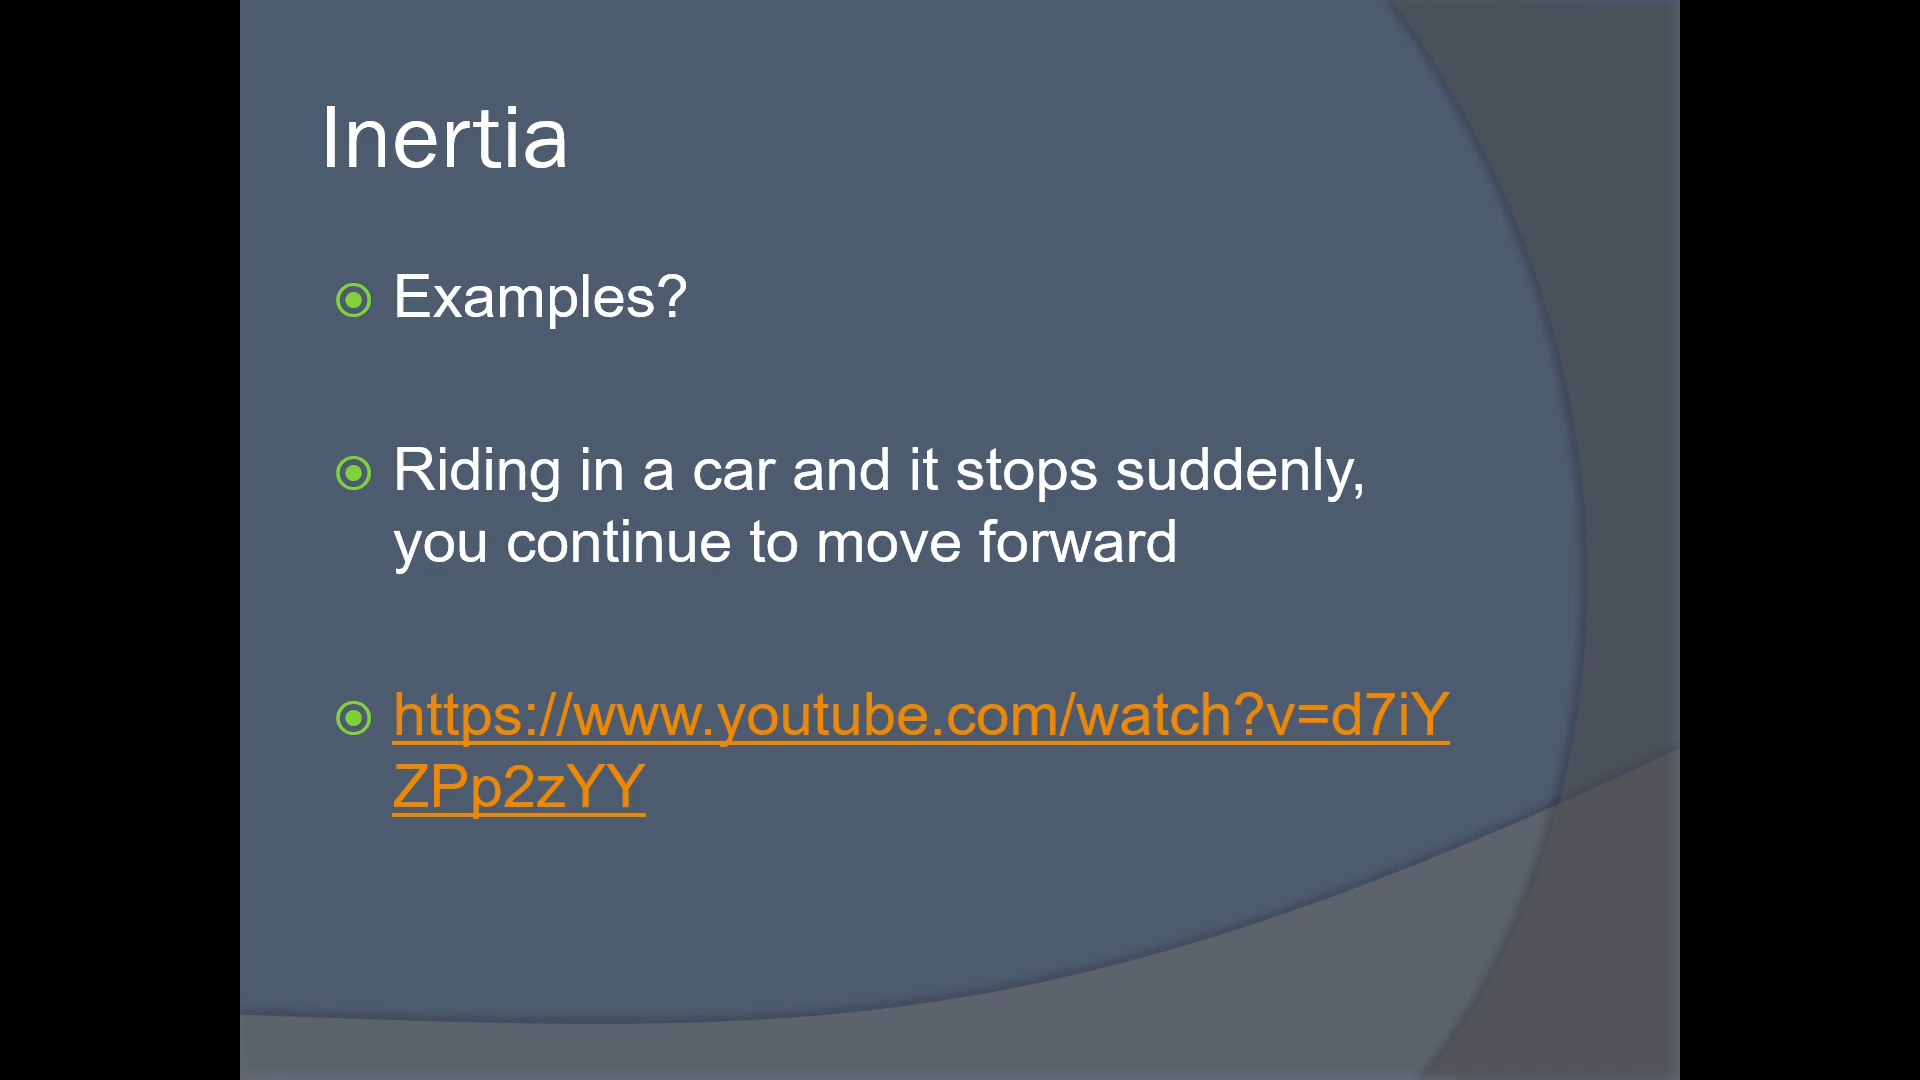 Inertia
Examples?
Riding in a car and it stops suddenly,
you continue to move forward
https://www.youtube.com/watch?v=d7iY
ZPp2zYY